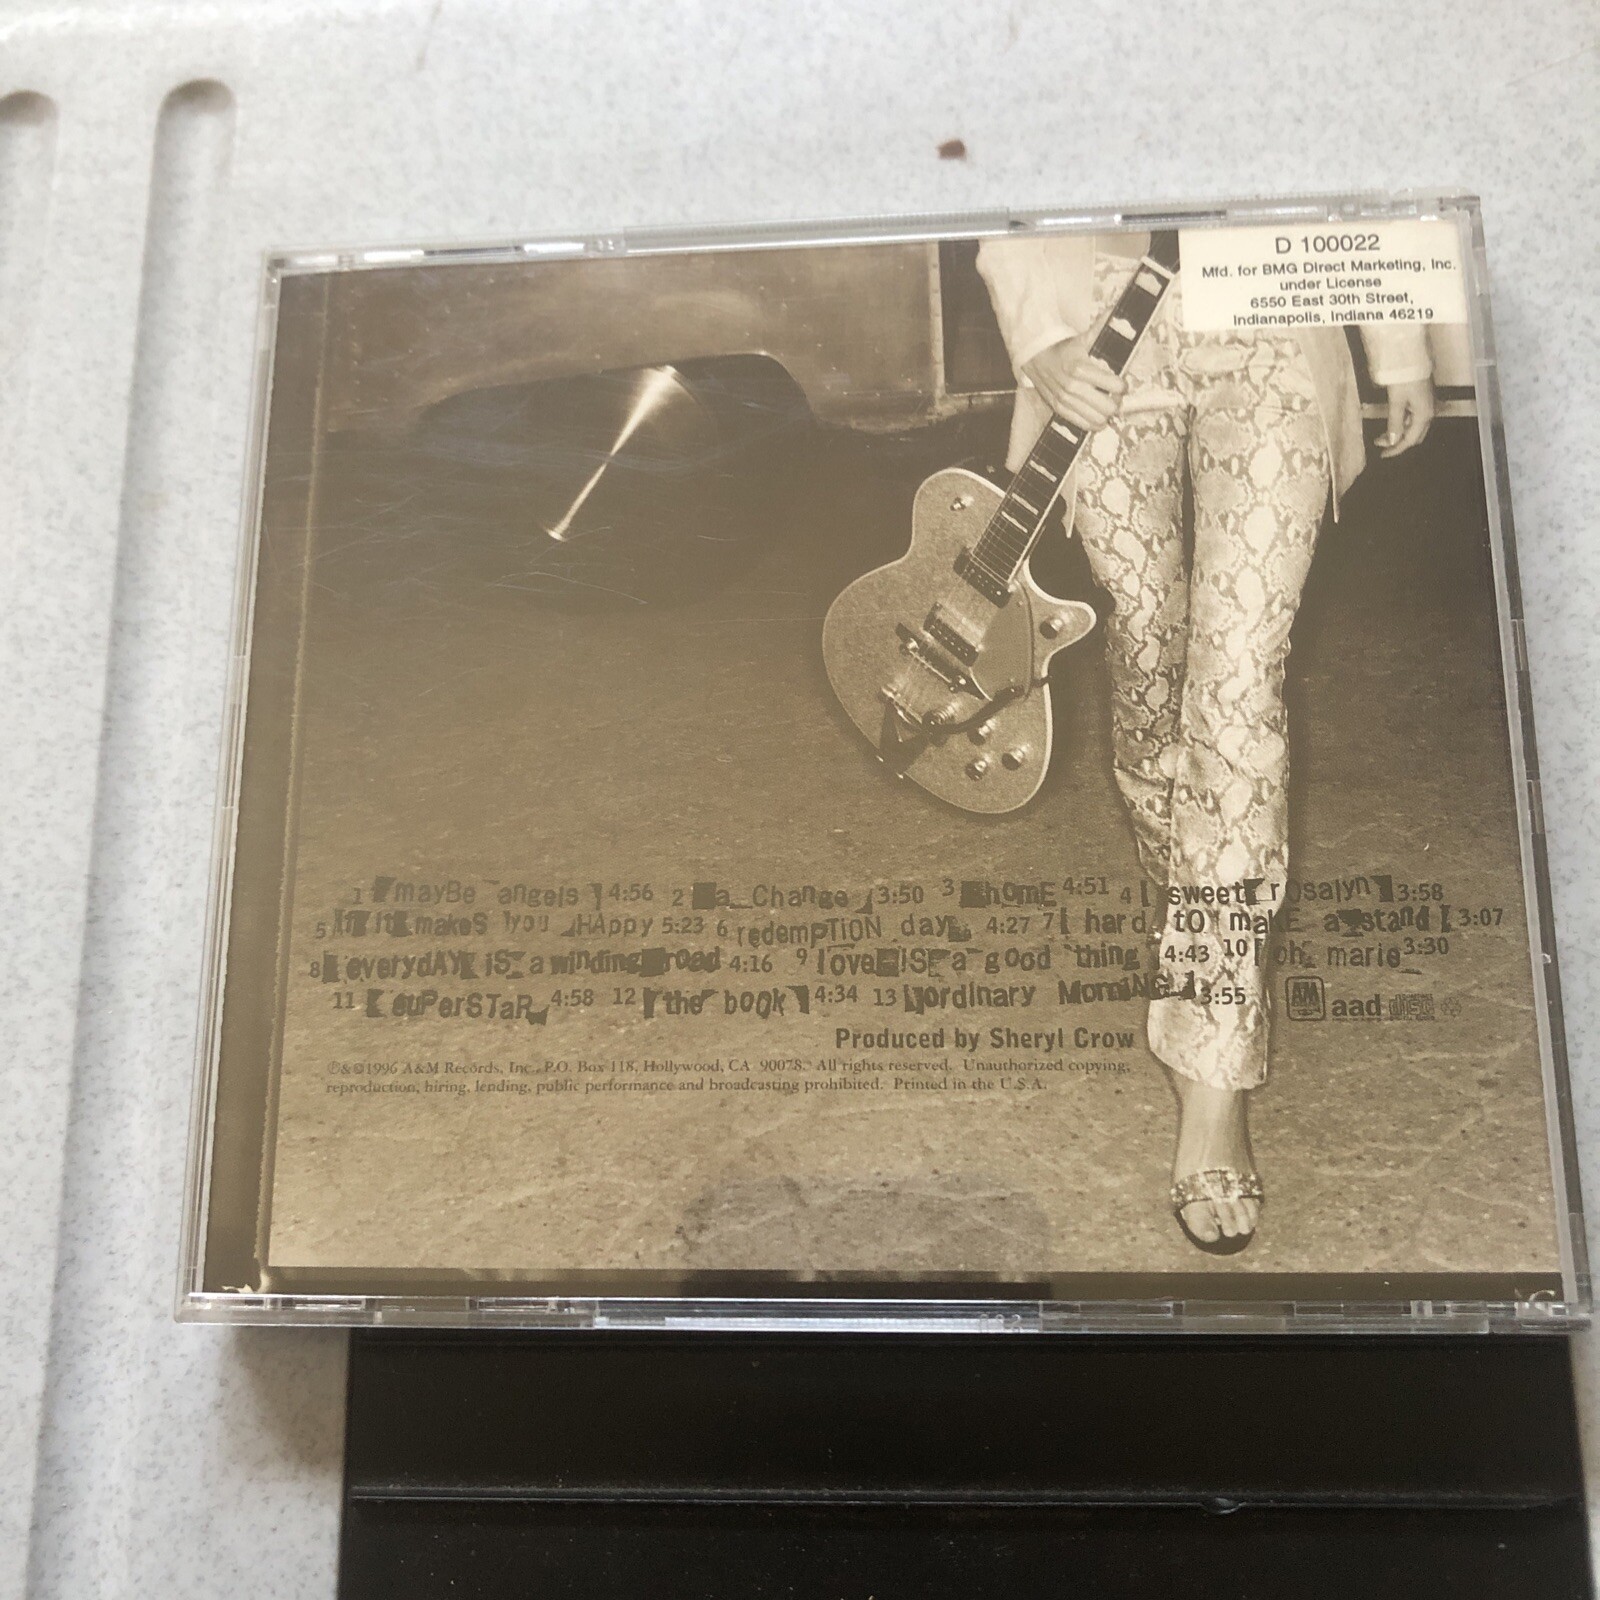 D 100022
Mfd. for BMG Direct Marketing, Inc.
under License
6550 East 30th Street,
Indianapolis, Indiana 46219
1 mayBe angels 4:56 2 a Change 3:50 3 homE 4:51 4 sweet rOsalyn 3:58
5 If it makeS you HAppy 5:23 6 redempTiON day 4:27 7 hard tO makE a stand 3:07
8 everydAY iS a winding road 4:16 9 love iS a good thing 4:43 10 oh marie 3:30
11 suPerSTaR 4:58 12 the book 4:34 13 ordinary MorniNG 3:55 AM aad disc
Produced by Sheryl Crow
℗&©1996 A&M Records, Inc., P.O. Box 118, Hollywood, CA 90078. All rights reserved. Unauthorized copying,
reproduction, hiring, lending, public performance and broadcasting prohibited. Printed in the U.S.A.